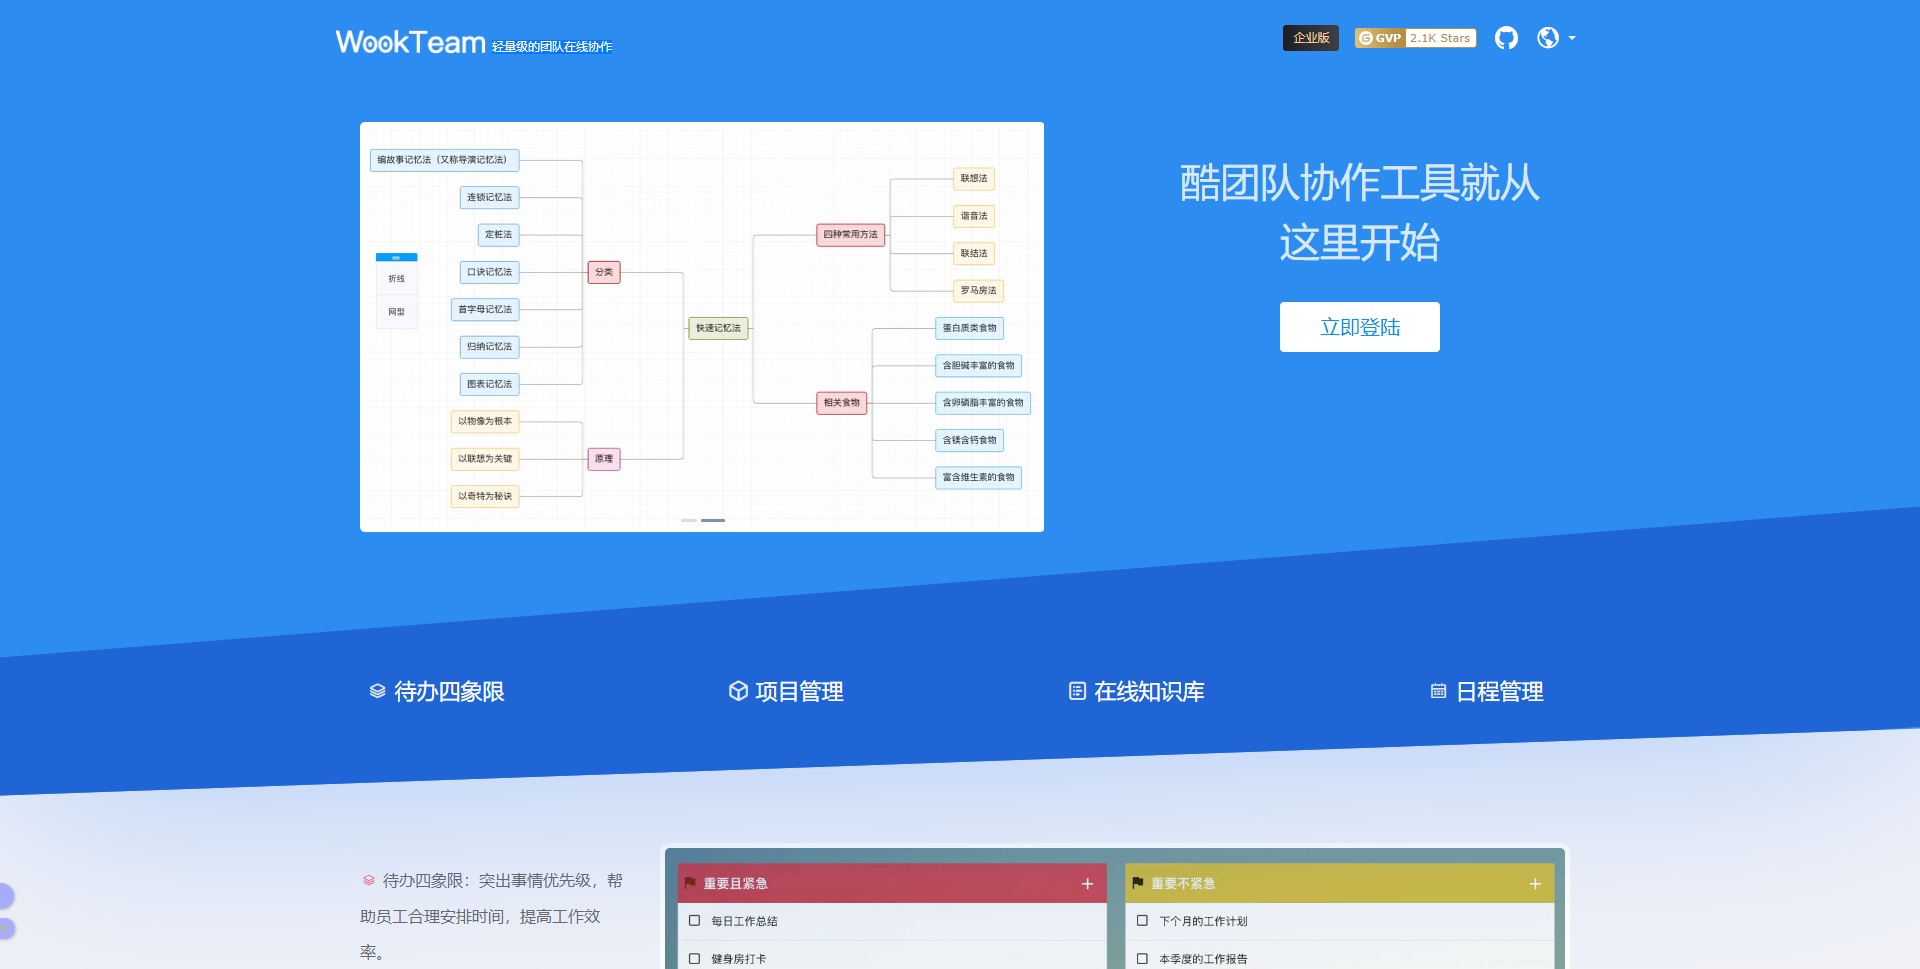 WookTeam 轻量级的团队在线协作
企业版
GVP 2.1K Stars
编故事记忆法（又称导演记忆法）
连锁记忆法
定桩法
口诀记忆法
首字母记忆法
归纳记忆法
图表记忆法
以物像为根本
以联想为关键
以奇特为秘诀
折线
网型
分类
原理
快速记忆法
四种常用方法
相关食物
联想法
谐音法
联结法
罗马房法
蛋白质类食物
含胆碱丰富的食物
含卵磷脂丰富的食物
含镁含钙食物
富含维生素的食物
酷团队协作工具就从
这里开始
立即登陆
待办四象限
项目管理
在线知识库
日程管理
待办四象限：突出事情优先级，帮
助员工合理安排时间，提高工作效
率。
重要且紧急
每日工作总结
健身房打卡
重要不紧急
下个月的工作计划
本季度的工作报告